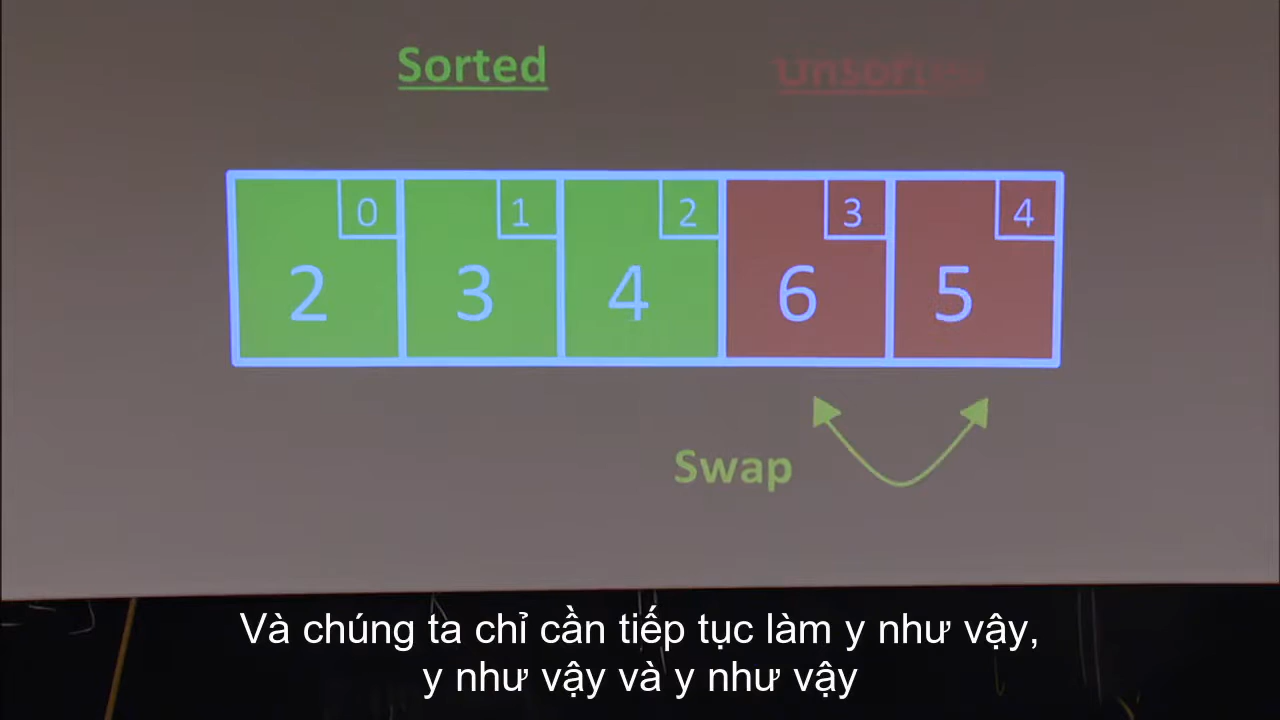 Sorted
0 1 2 3 4
2 3 4 6 5
Swap
Và chúng ta chỉ cần tiếp tục làm y như vậy,
y như vậy và y như vậy